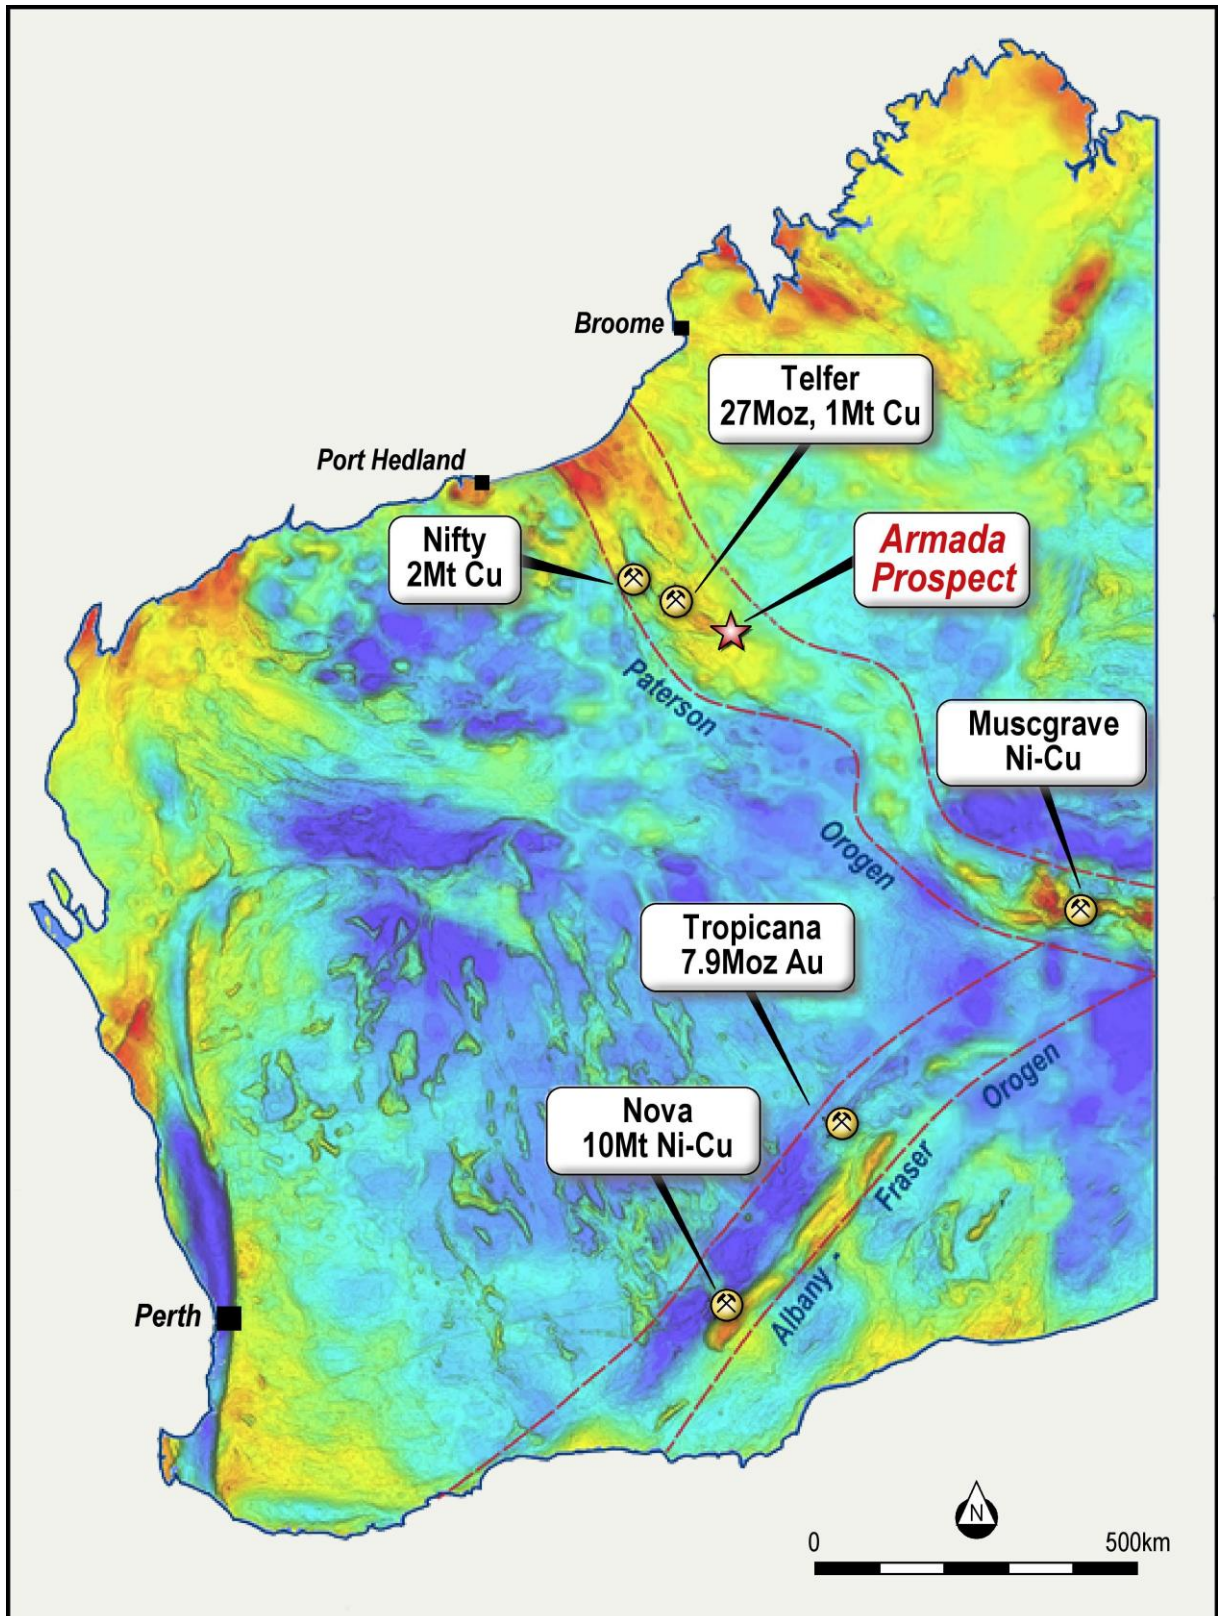 Broome
Telfer
27Moz, 1Mt Cu
Port Hedland
Nifty
2Mt Cu
Armada
Prospect
Paterson
Muscgrave
Ni-Cu
Orogen
Tropicana
7.9Moz Au
Orogen
Nova
10Mt Ni-Cu
Fraser
Albany -
Perth
N
0
500km